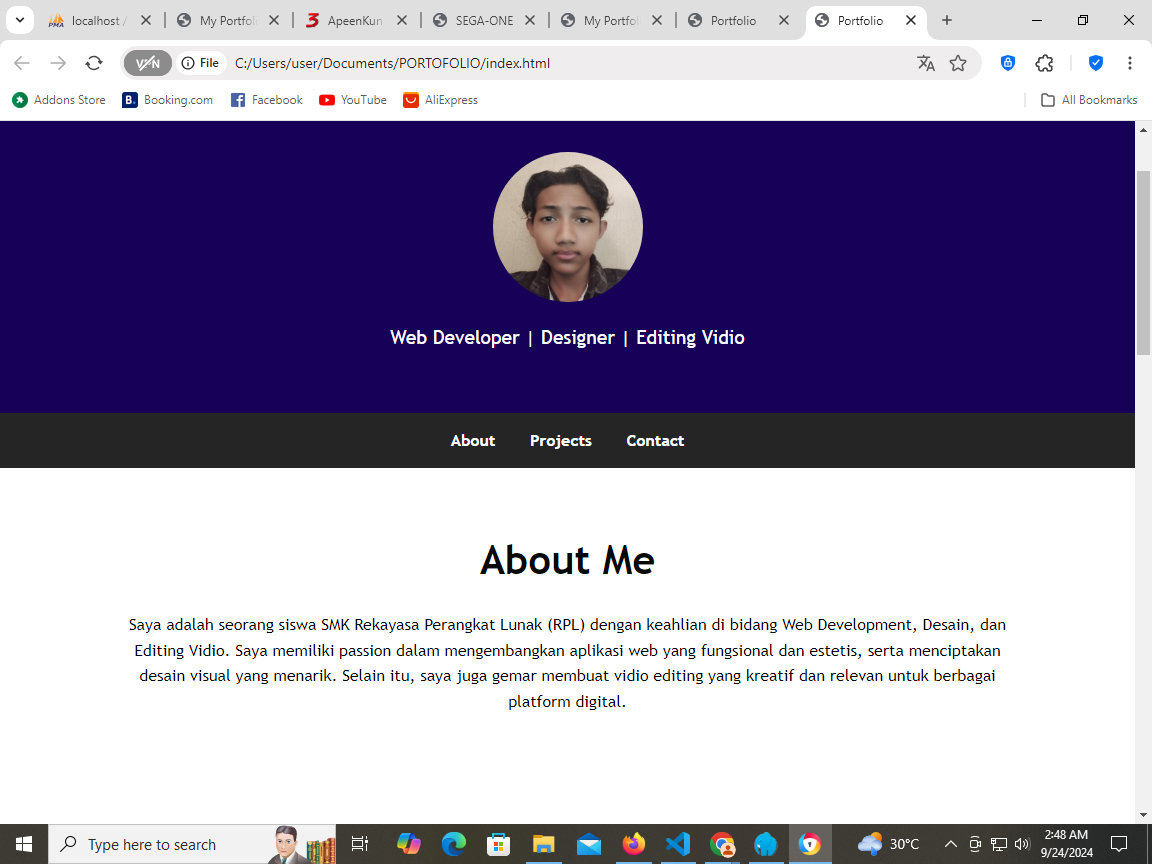 localhost /
My Portfol
ApeenKun
SEGA-ONE
My Portfol
Portfolio
Portfolio
VPN
File
C:/Users/user/Documents/PORTOFOLIO/index.html
Addons Store
Booking.com
Facebook
YouTube
AliExpress
All Bookmarks
Web Developer | Designer | Editing Vidio
About
Projects
Contact
About Me
Saya adalah seorang siswa SMK Rekayasa Perangkat Lunak (RPL) dengan keahlian di bidang Web Development, Desain, dan
Editing Vidio. Saya memiliki passion dalam mengembangkan aplikasi web yang fungsional dan estetis, serta menciptakan
desain visual yang menarik. Selain itu, saya juga gemar membuat vidio editing yang kreatif dan relevan untuk berbagai
platform digital.
Type here to search
30°C
2:48 AM
9/24/2024